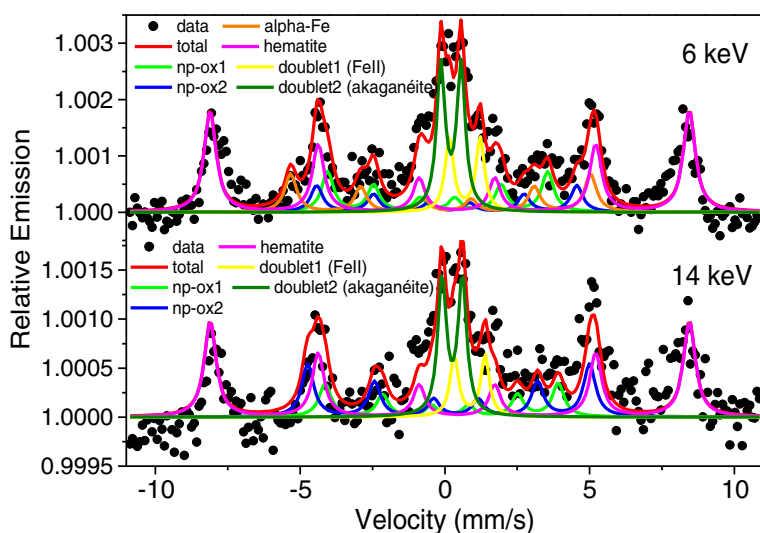 1.003
1.002
1.001
1.000
data
total
np-ox1
np-ox2
alpha-Fe
hematite
doublet1 (FeII)
doublet2 (akaganéite)
6 keV
Relative Emission
1.0015
1.0010
1.0005
1.0000
0.9995
data
total
np-ox1
np-ox2
hematite
doublet1 (FeII)
doublet2 (akaganéite)
14 keV
-10 -5 0 5 10
Velocity (mm/s)